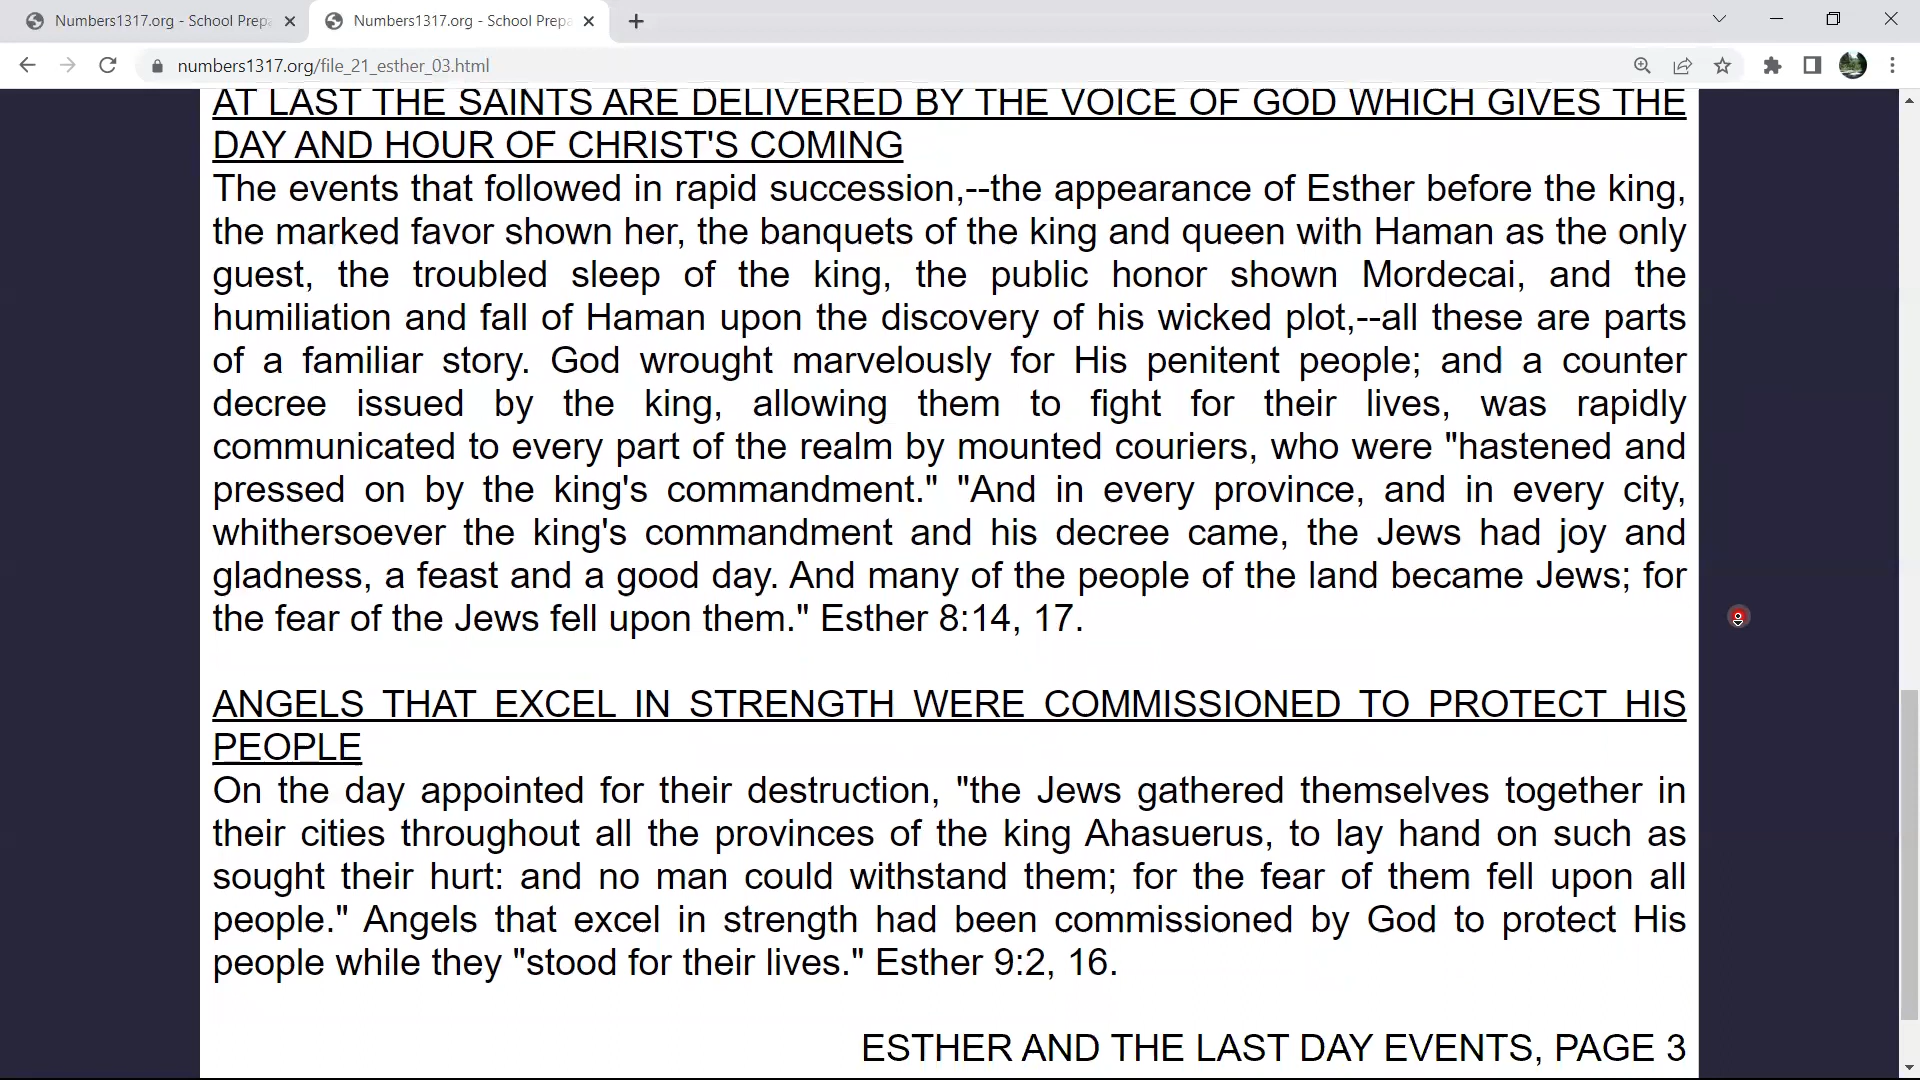 Numbers1317.org - School Prepa
Numbers1317.org - School Prepa
numbers1317.org/file_21_esther_03.html
AT LAST THE SAINTS ARE DELIVERED BY THE VOICE OF GOD WHICH GIVES THE
DAY AND HOUR OF CHRIST'S COMING
The events that followed in rapid succession,--the appearance of Esther before the king,
the marked favor shown her, the banquets of the king and queen with Haman as the only
guest, the troubled sleep of the king, the public honor shown Mordecai, and the
humiliation and fall of Haman upon the discovery of his wicked plot,--all these are parts
of a familiar story. God wrought marvelously for His penitent people; and a counter
decree issued by the king, allowing them to fight for their lives, was rapidly
communicated to every part of the realm by mounted couriers, who were "hastened and
pressed on by the king's commandment." "And in every province, and in every city,
whithersoever the king's commandment and his decree came, the Jews had joy and
gladness, a feast and a good day. And many of the people of the land became Jews; for
the fear of the Jews fell upon them." Esther 8:14, 17.
ANGELS THAT EXCEL IN STRENGTH WERE COMMISSIONED TO PROTECT HIS
PEOPLE
On the day appointed for their destruction, "the Jews gathered themselves together in
their cities throughout all the provinces of the king Ahasuerus, to lay hand on such as
sought their hurt: and no man could withstand them; for the fear of them fell upon all
people." Angels that excel in strength had been commissioned by God to protect His
people while they "stood for their lives." Esther 9:2, 16.
ESTHER AND THE LAST DAY EVENTS, PAGE 3